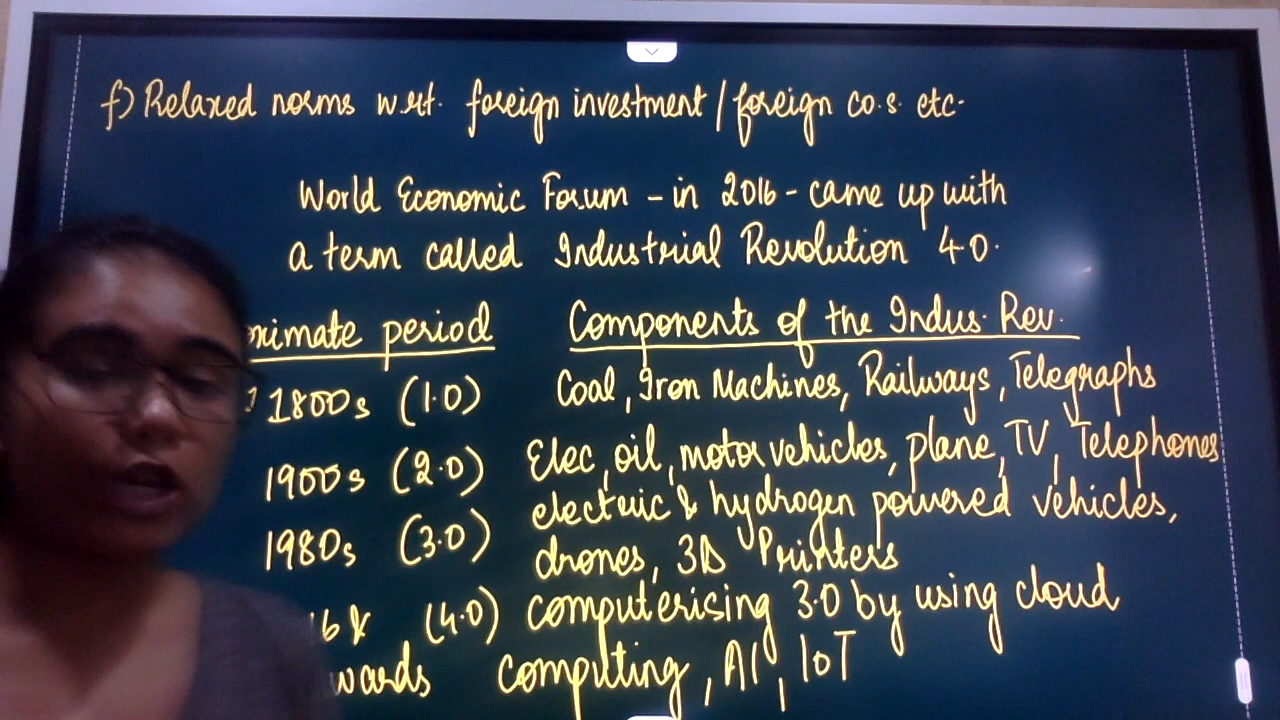 f) Relaxed norms w.r.t. foreign investment / foreign co.s. etc.
World Economic Forum - in 2016 - came up with
a term called Industrial Revolution 4.0.
period Components of the Indus. Rev.
1800s (1.0) Coal, Iron Machines, Railways, Telegraphs
1900s (2.0) Elec, oil, motor vehicles, plane, TV, Telephones
1980s (3.0) electric & hydrogen powered vehicles,
drones, 3D Printers
(4.0) computerising 3.0 by using cloud
computing, AI, IoT